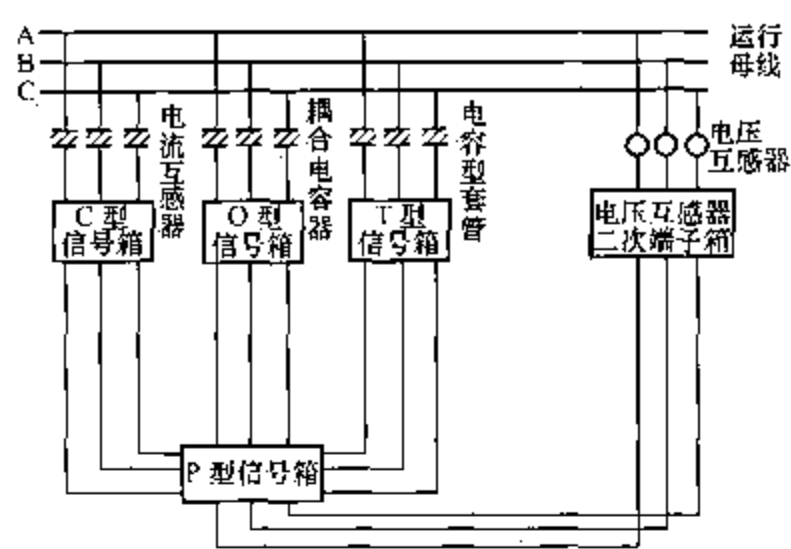 A
B
C
运行
母线
电流互感器
耦合电容器
电容型套管
电压
互感器
C 型
信号箱
O 型
信号箱
T 型
信号箱
电压互感器
二次端子箱
P 型信号箱